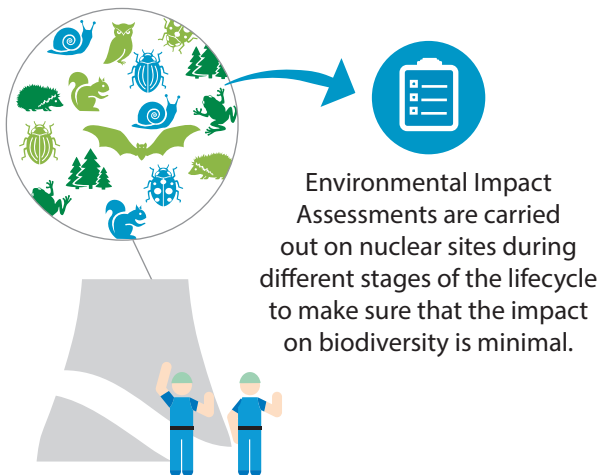 Environmental Impact
Assessments are carried
out on nuclear sites during
different stages of the lifecycle
to make sure that the impact
on biodiversity is minimal.